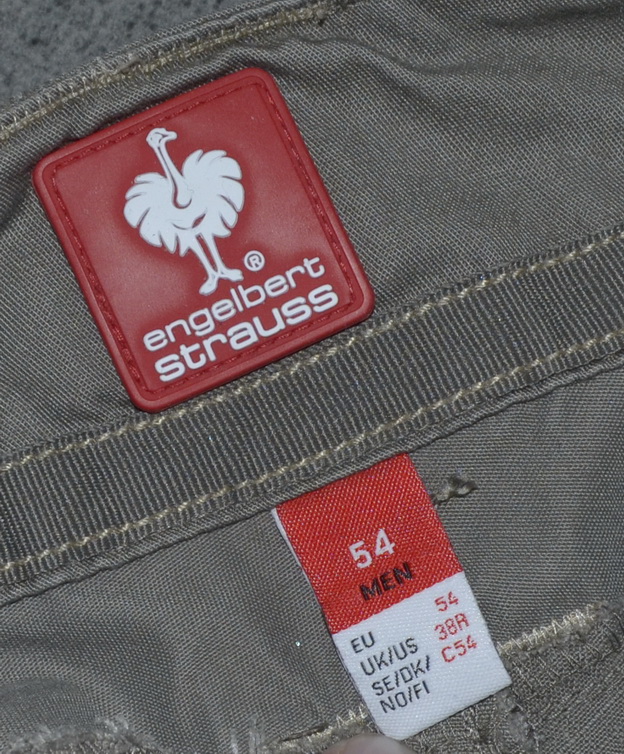 ®
engelbert
strauss
54
MEN
EU 54
UK/US 38R
SE/DK/ C54
NO/FI